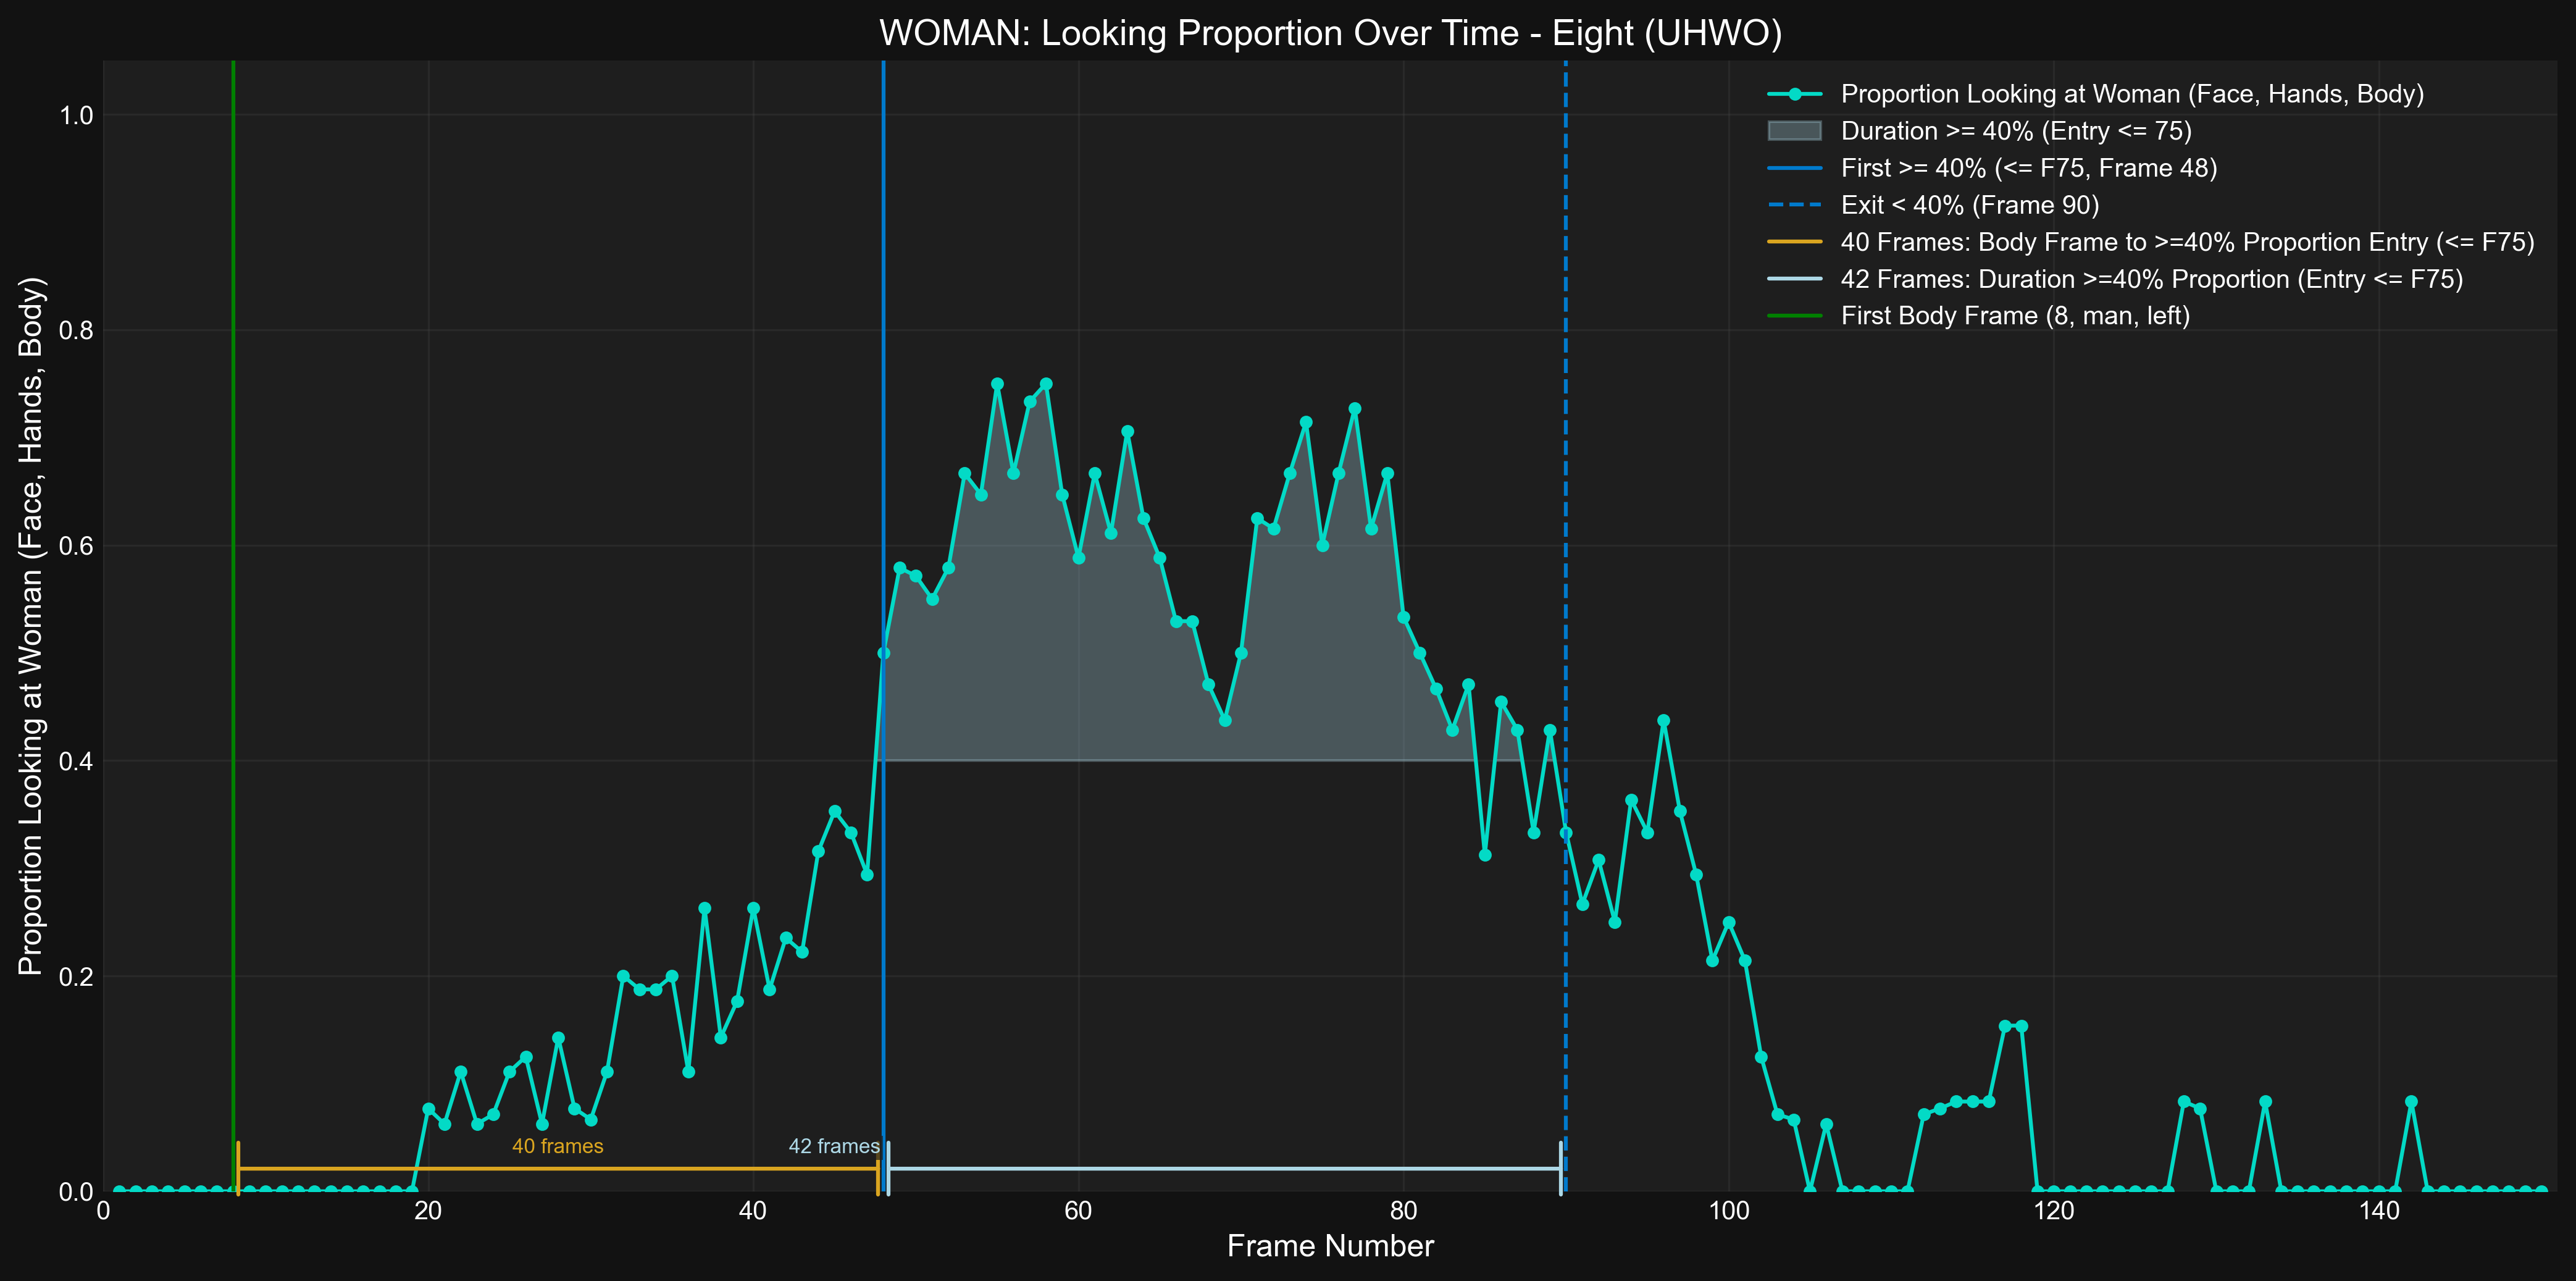 WOMAN: Looking Proportion Over Time - Eight (UHWO)
Proportion Looking at Woman (Face, Hands, Body)
1.0
0.8
0.6
0.4
0.2
0.0
Proportion Looking at Woman (Face, Hands, Body)
Duration >= 40% (Entry <= 75)
First >= 40% (<= F75, Frame 48)
Exit < 40% (Frame 90)
40 Frames: Body Frame to >=40% Proportion Entry (<= F75)
42 Frames: Duration >=40% Proportion (Entry <= F75)
First Body Frame (8, man, left)
40 frames
42 frames
0 20 40 60 80 100 120 140
Frame Number